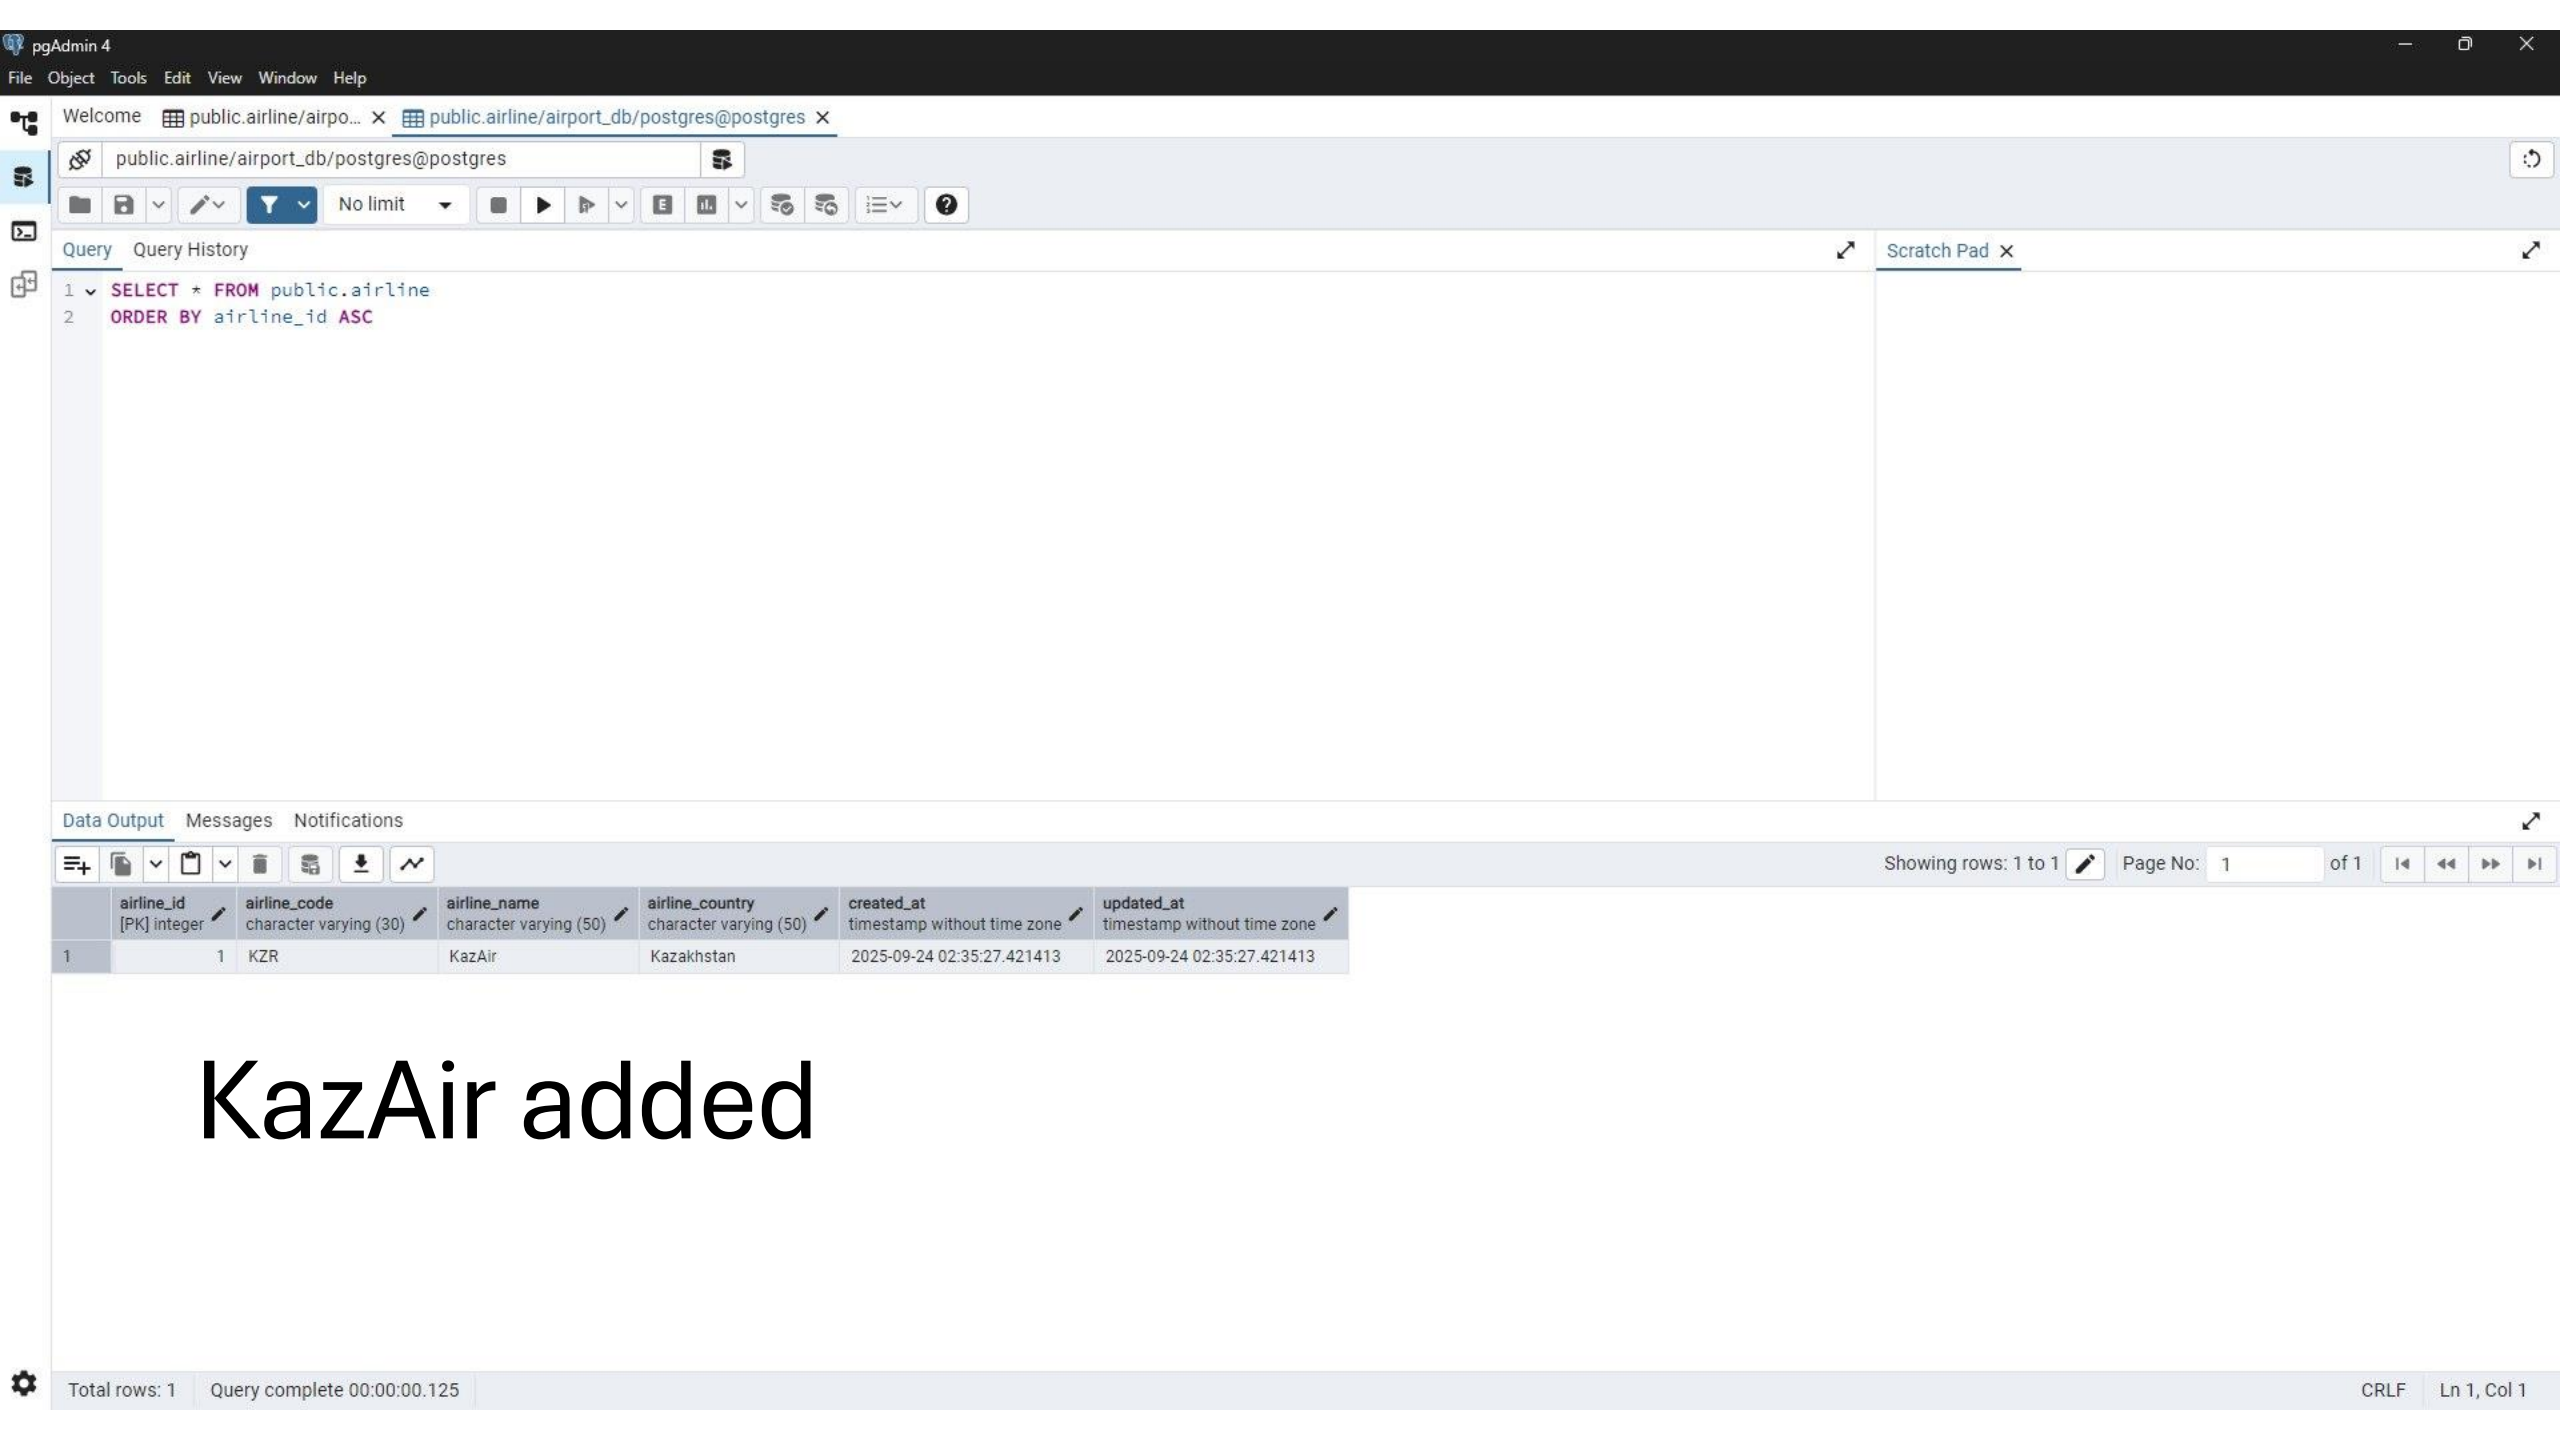 pgAdmin 4
File Object Tools Edit View Window Help
Welcome public.airline/airpo... public.airline/airport_db/postgres@postgres
public.airline/airport_db/postgres@postgres
No limit
Query Query History Scratch Pad
1 SELECT * FROM public.airline
2 ORDER BY airline_id ASC
Data Output Messages Notifications
Showing rows: 1 to 1 Page No: 1 of 1
airline_id airline_code airline_name airline_country created_at updated_at
[PK] integer character varying (30) character varying (50) character varying (50) timestamp without time zone timestamp without time zone
1 1 KZR KazAir Kazakhstan 2025-09-24 02:35:27.421413 2025-09-24 02:35:27.421413
KazAir added
Total rows: 1 Query complete 00:00:00.125 CRLF Ln 1, Col 1